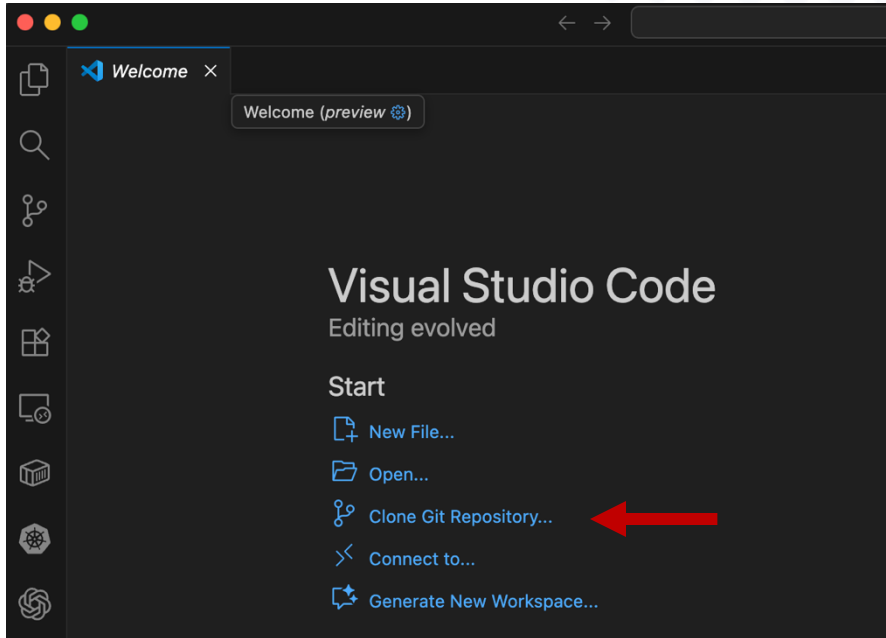 Welcome
Welcome (preview)
Visual Studio Code
Editing evolved
Start
New File...
Open...
Clone Git Repository...
Connect to...
Generate New Workspace...